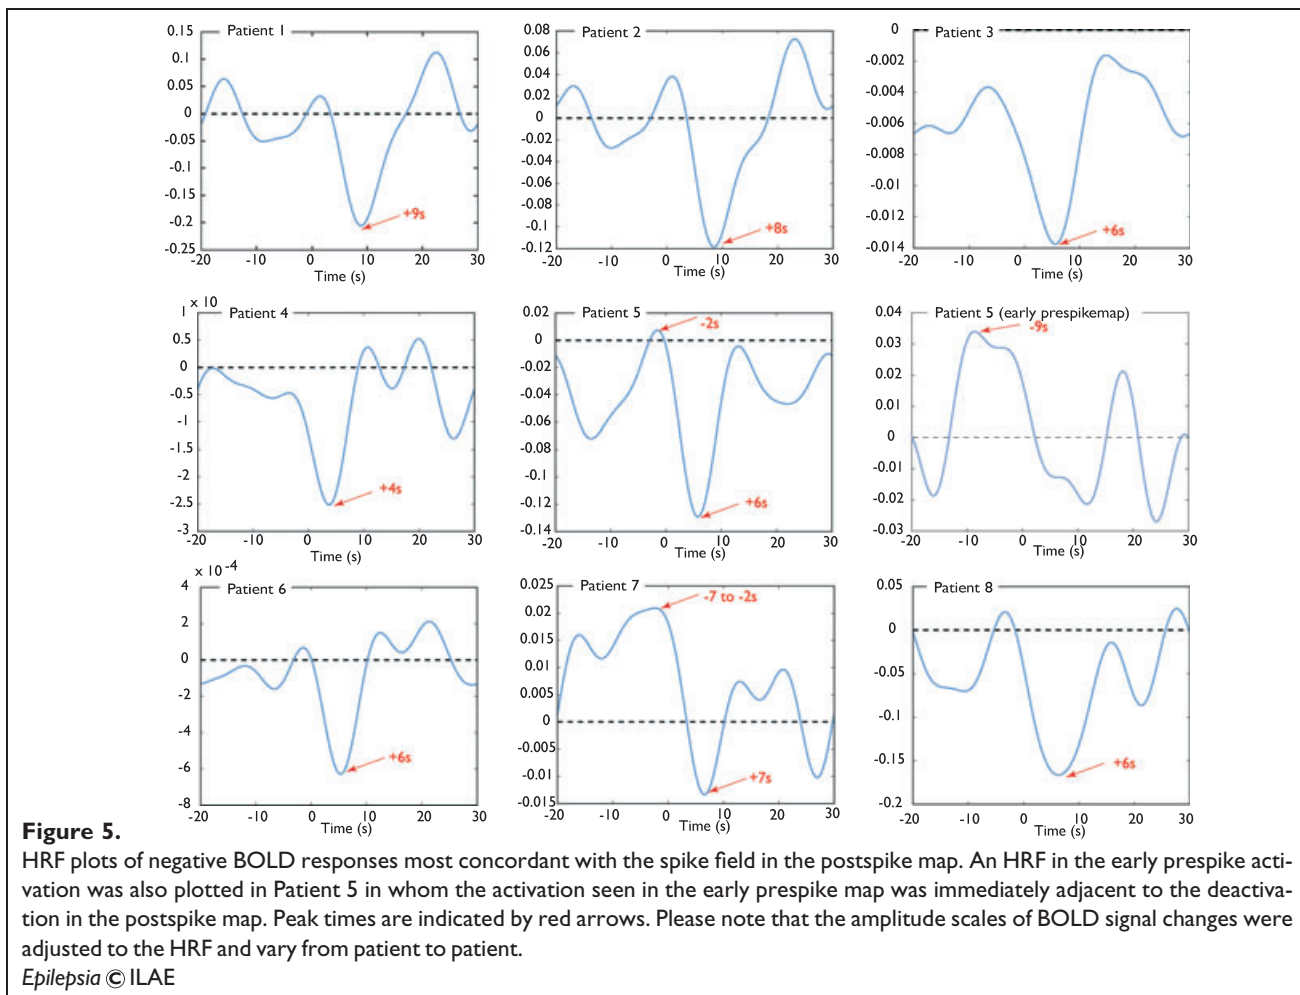 Patient 1
0.15
0.1
0.05
0
-0.05
-0.1
-0.15
-0.2
-0.25
+9s
-20 -10 0 10 20 30
Time (s)
Patient 2
0.08
0.06
0.04
0.02
0
-0.02
-0.04
-0.06
-0.08
-0.1
-0.12
+8s
-20 -10 0 10 20 30
Time (s)
Patient 3
0
-0.002
-0.004
-0.006
-0.008
-0.01
-0.012
-0.014
+6s
-20 -10 0 10 20 30
Time (s)
x 10
Patient 4
1
0.5
0
-0.5
-1
-1.5
-2
-2.5
-3
+4s
-20 -10 0 10 20 30
Time (s)
Patient 5
0.02
0
-0.02
-0.04
-0.06
-0.08
-0.10
-0.12
-0.14
-2s
+6s
-20 -10 0 10 20 30
Time (s)
Patient 5 (early prespikemap)
0.04
0.03
0.02
0.01
0
-0.01
-0.02
-0.03
-9s
-20 -10 0 10 20 30
Time (s)
x 10⁻⁴
Patient 6
4
2
0
-2
-4
-6
-8
+6s
-20 -10 0 10 20 30
Time (s)
Patient 7
0.025
0.02
0.015
0.01
0.005
0
-0.005
-0.01
-0.015
-7 to -2s
+7s
-20 -10 0 10 20 30
Time (s)
Patient 8
0.05
0
-0.05
-0.1
-0.15
-0.2
+6s
-20 -10 0 10 20 30
Time (s)
Figure 5.
HRF plots of negative BOLD responses most concordant with the spike field in the postspike map. An HRF in the early prespike acti-
vation was also plotted in Patient 5 in whom the activation seen in the early prespike map was immediately adjacent to the deactiva-
tion in the postspike map. Peak times are indicated by red arrows. Please note that the amplitude scales of BOLD signal changes were
adjusted to the HRF and vary from patient to patient.
Epilepsia © ILAE